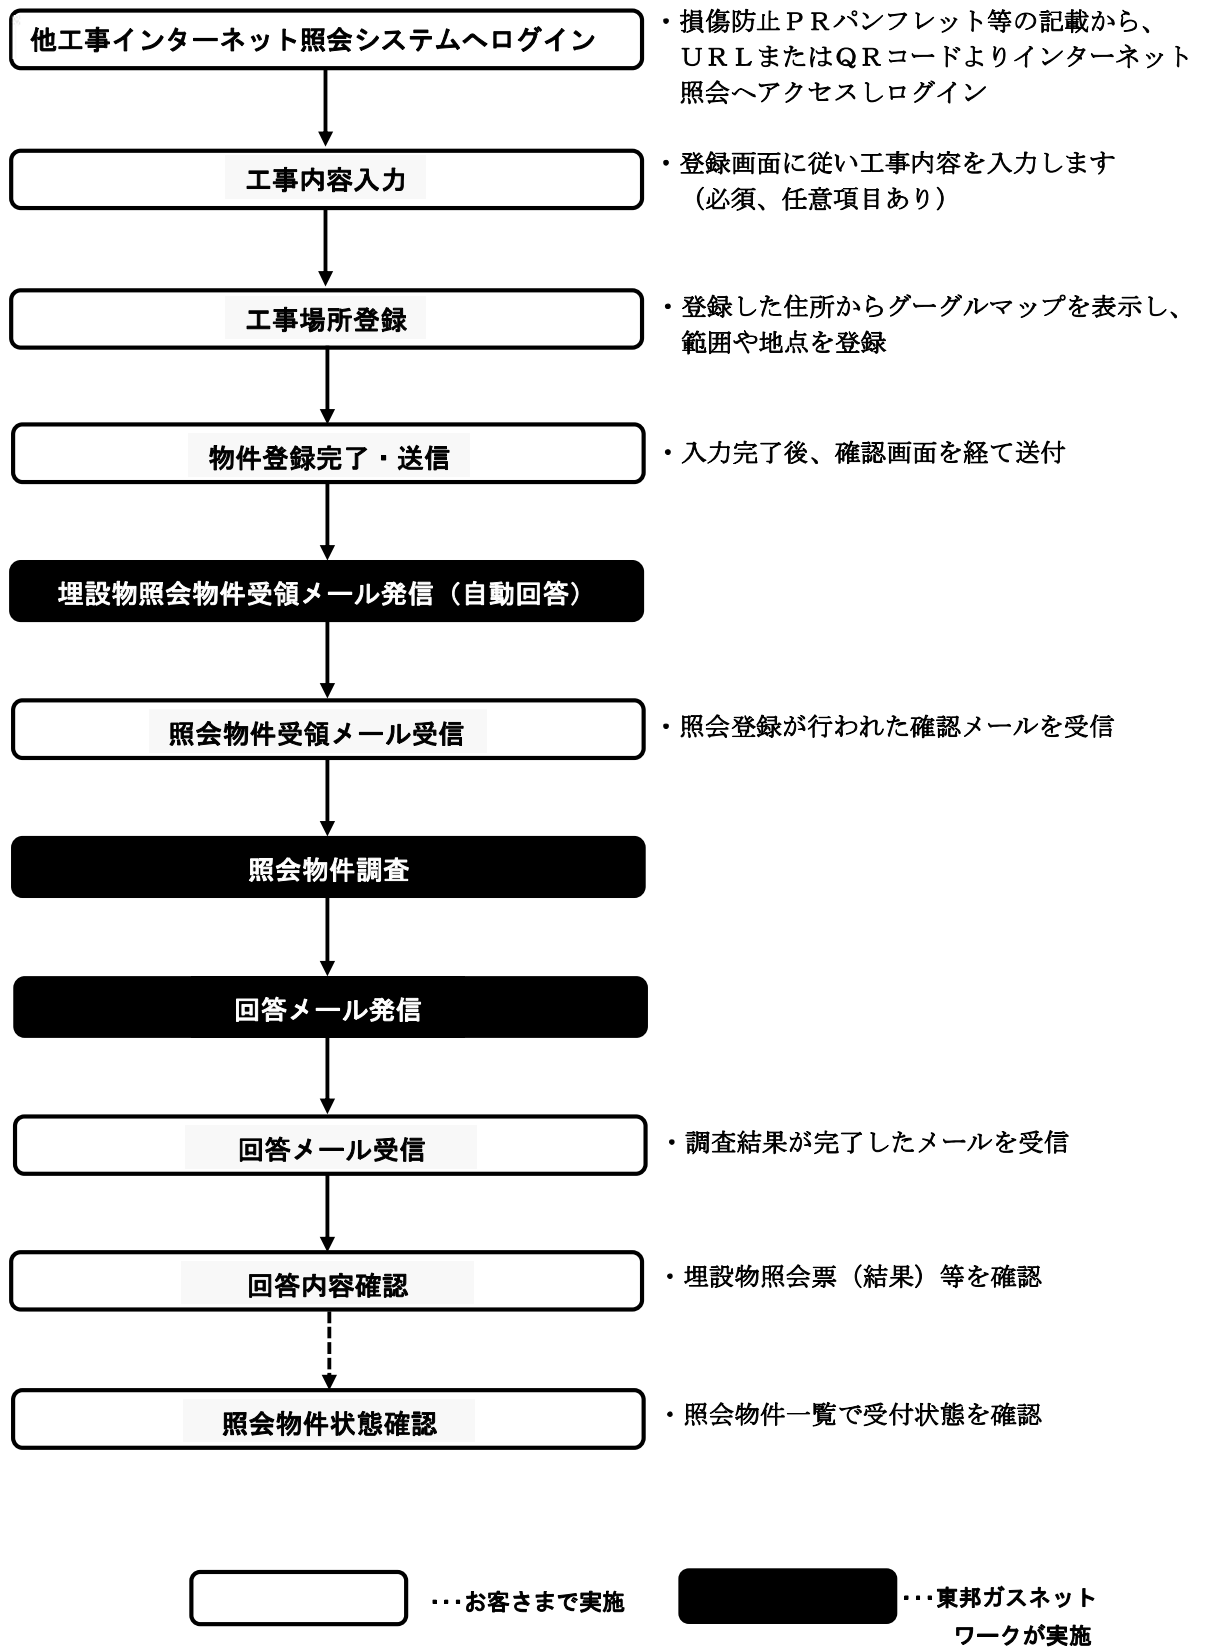 他工事インターネット照会システムへログイン
・損傷防止ＰＲパンフレット等の記載から、
ＵＲＬまたはＱＲコードよりインターネット
照会へアクセスしログイン
工事内容入力
・登録画面に従い工事内容を入力します
（必須、任意項目あり）
工事場所登録
・登録した住所からグーグルマップを表示し、
範囲や地点を登録
物件登録完了・送信
・入力完了後、確認画面を経て送付
埋設物照会物件受領メール発信（自動回答）
照会物件受領メール受信
・照会登録が行われた確認メールを受信
照会物件調査
回答メール発信
回答メール受信
・調査結果が完了したメールを受信
回答内容確認
・埋設物照会票（結果）等を確認
照会物件状態確認
・照会物件一覧で受付状態を確認
･･･お客さまで実施
･･･東邦ガスネット
ワークが実施